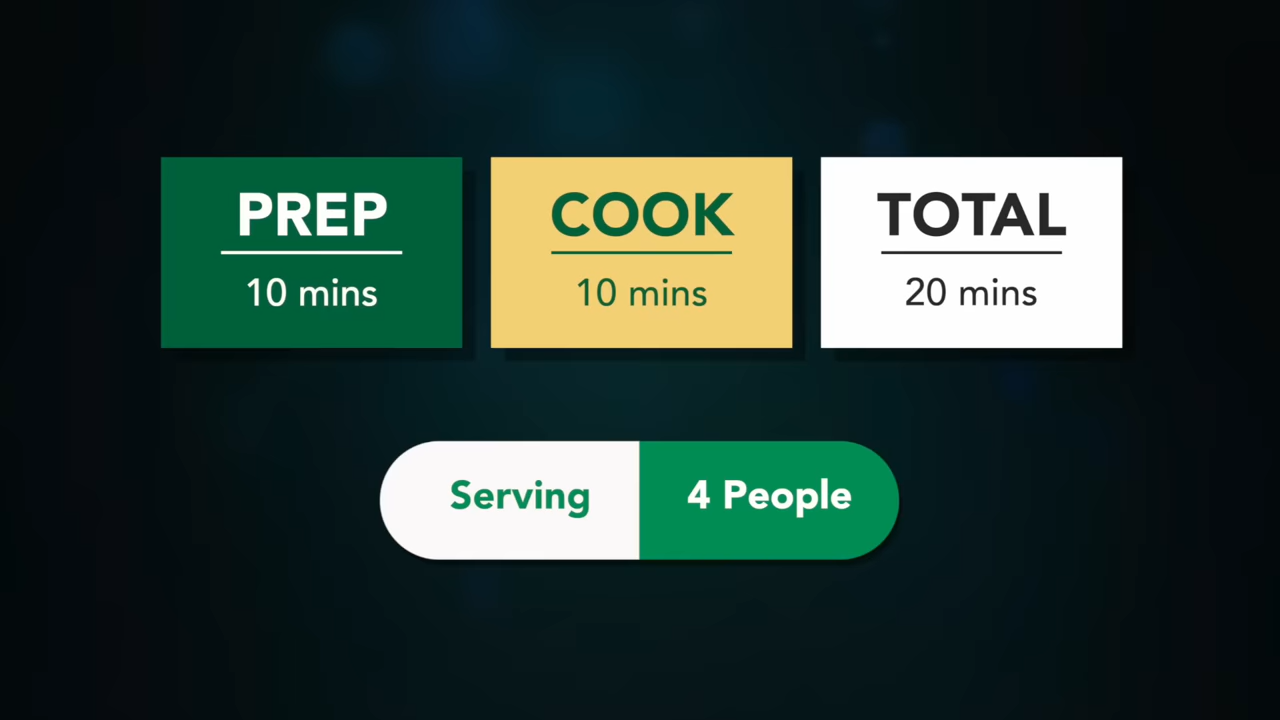 PREP
10 mins
COOK
10 mins
TOTAL
20 mins
Serving
4 People